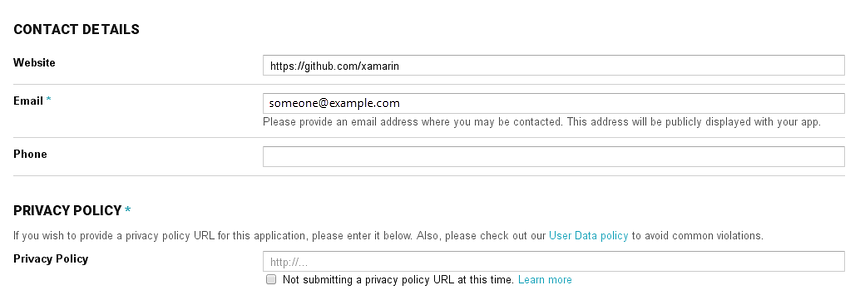 CONTACT DETAILS
Website https://github.com/xamarin
Email * someone@example.com
Please provide an email address where you may be contacted. This address will be publicly displayed with your app.
Phone
PRIVACY POLICY *
If you wish to provide a privacy policy URL for this application, please enter it below. Also, please check out our User Data policy to avoid common violations.
Privacy Policy http://...
Not submitting a privacy policy URL at this time. Learn more